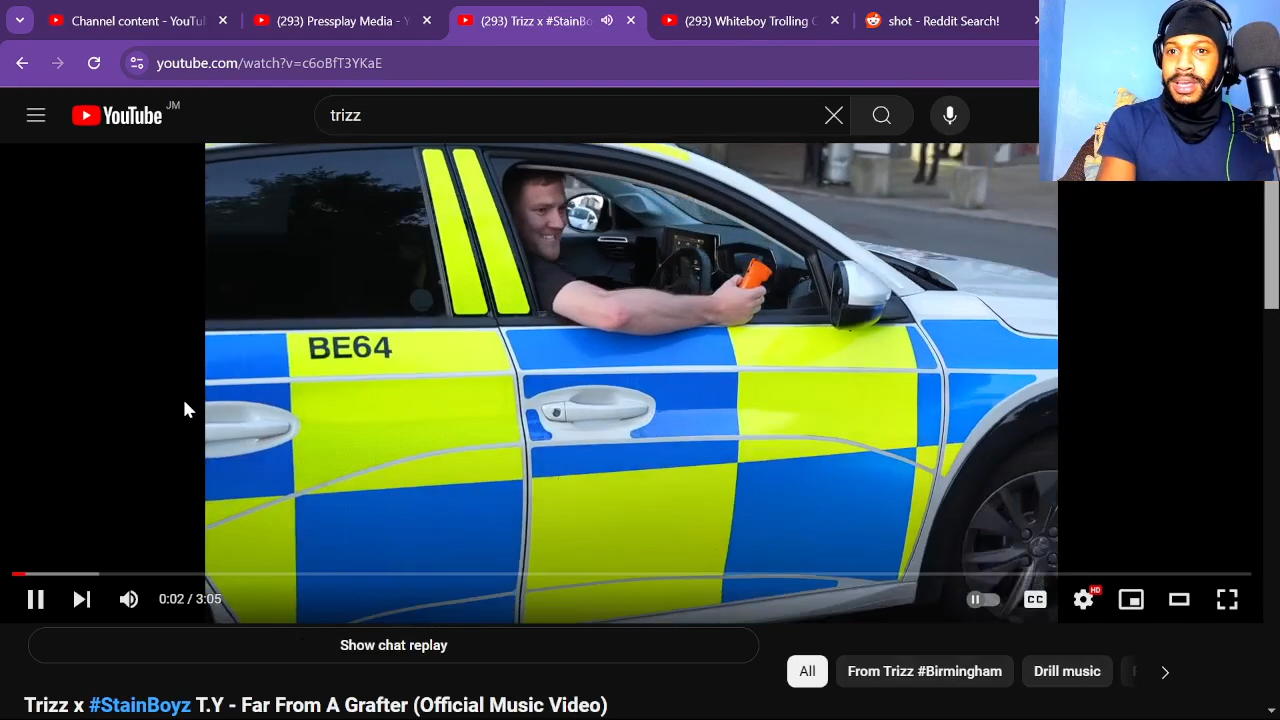 Channel content - YouTu
(293) Pressplay Media - Y
(293) Trizz x #StainBo
(293) Whiteboy Trolling C
shot - Reddit Search!
youtube.com/watch?v=c6oBfT3YKaE
YouTube JM
trizz
BE64
0:02 / 3:05
CC
HD
Show chat replay
All
From Trizz #Birmingham
Drill music
Trizz x #StainBoyz T.Y - Far From A Grafter (Official Music Video)